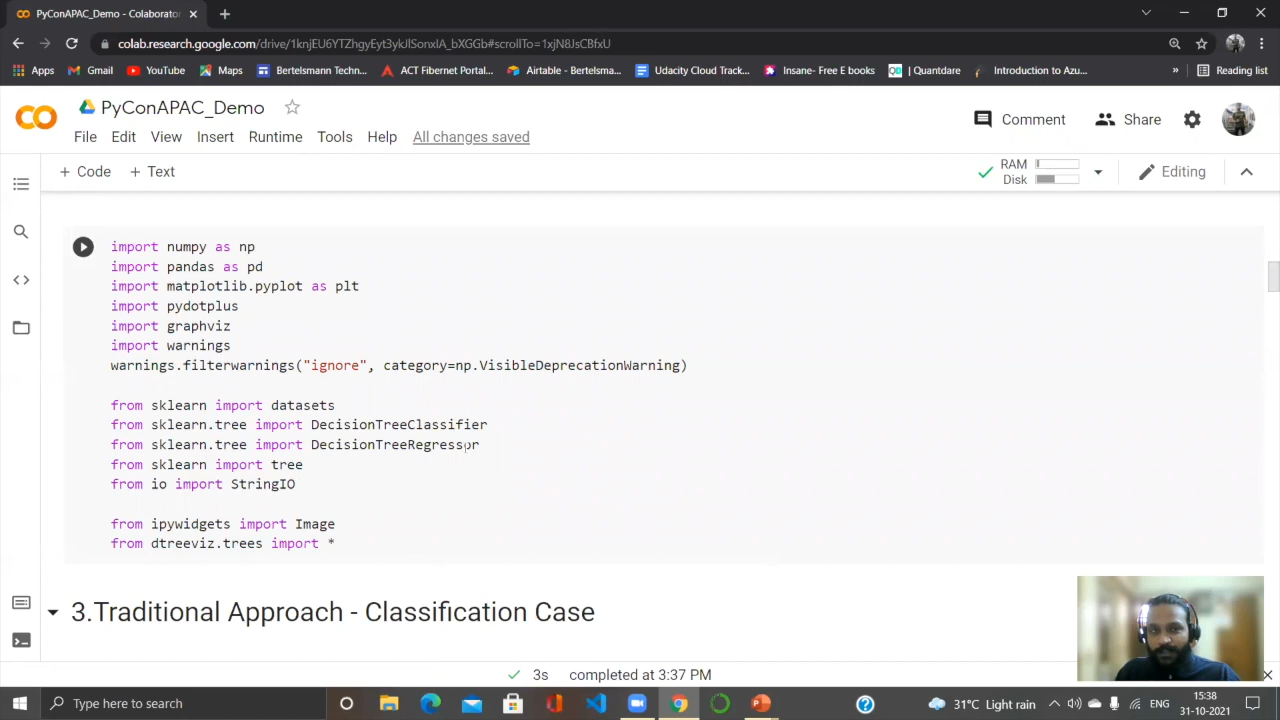 PyConAPAC_Demo - Colaborator
colab.research.google.com/drive/1knjEU6YTZhgyEyt3ykJlSonxIA_bXGGb#scrollTo=1xjN8JsCBfxU
Apps Gmail YouTube Maps Bertelsmann Techn... ACT Fibernet Portal... Airtable - Bertelsma... Udacity Cloud Track... Insane- Free E books QD | Quantdare Introduction to Azu... » Reading list
PyConAPAC_Demo
File Edit View Insert Runtime Tools Help All changes saved
Comment Share
+ Code + Text
RAM
Disk
Editing
import numpy as np
import pandas as pd
import matplotlib.pyplot as plt
import pydotplus
import graphviz
import warnings
warnings.filterwarnings("ignore", category=np.VisibleDeprecationWarning)
from sklearn import datasets
from sklearn.tree import DecisionTreeClassifier
from sklearn.tree import DecisionTreeRegressor
from sklearn import tree
from io import StringIO
from ipywidgets import Image
from dtreeviz.trees import *
3.Traditional Approach - Classification Case
3s completed at 3:37 PM
Type here to search
31°C Light rain
ENG
15:38
31-10-2021